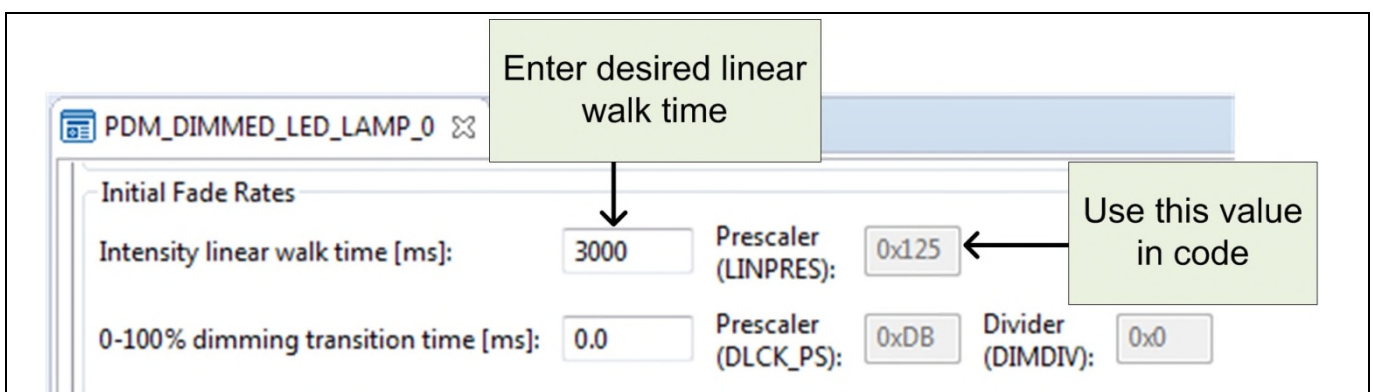 Enter desired linear
walk time
PDM_DIMMED_LED_LAMP_0
Initial Fade Rates
Use this value
in code
Intensity linear walk time [ms]: 3000 Prescaler
(LINPRES): 0x125
0-100% dimming transition time [ms]: 0.0 Prescaler
(DLCK_PS): 0xDB Divider
(DIMDIV): 0x0